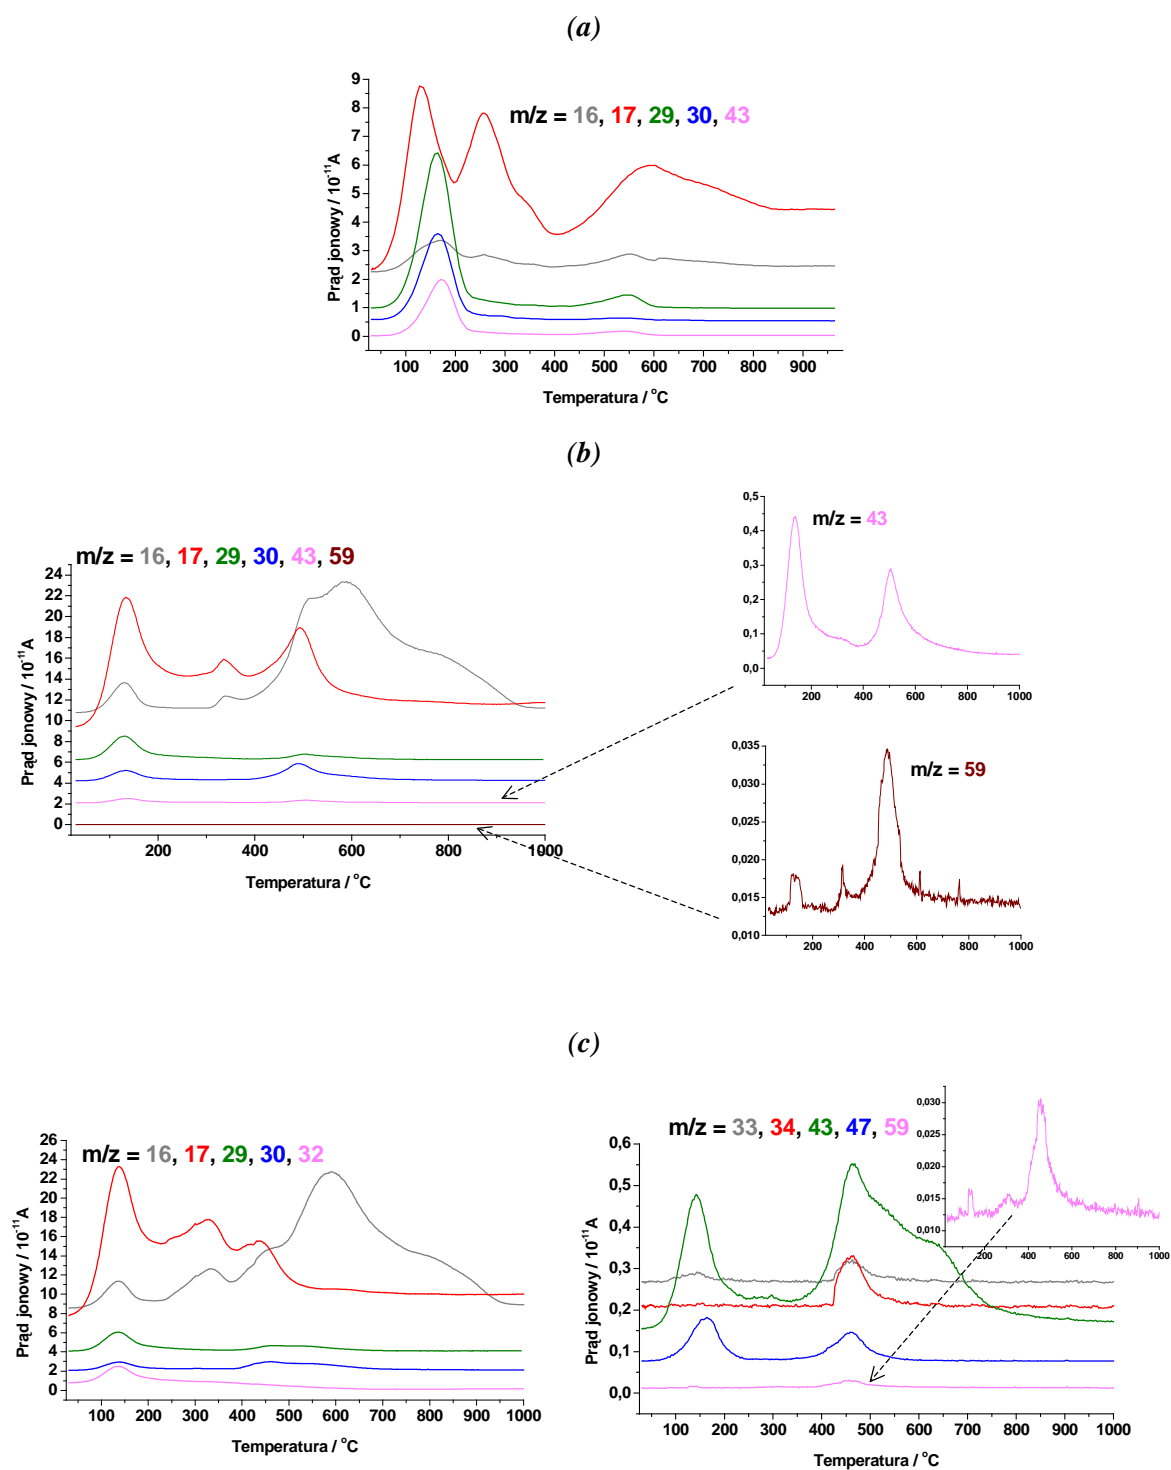 (a)
m/z = 16, 17, 29, 30, 43
Prąd jonowy / 10⁻¹¹A
9
8
7
6
5
4
3
2
1
0
100 200 300 400 500 600 700 800 900
Temperatura / °C
(b)
m/z = 16, 17, 29, 30, 43, 59
Prąd jonowy / 10⁻¹¹A
24
22
20
18
16
14
12
10
8
6
4
2
0
200 400 600 800 1000
Temperatura / °C
m/z = 43
0,5
0,4
0,3
0,2
0,1
0,0
200 400 600 800 1000
m/z = 59
0,035
0,030
0,025
0,020
0,015
0,010
200 400 600 800 1000
(c)
m/z = 16, 17, 29, 30, 32
Prąd jonowy / 10⁻¹¹A
26
24
22
20
18
16
14
12
10
8
6
4
2
0
100 200 300 400 500 600 700 800 900 1000
Temperatura / °C
m/z = 33, 34, 43, 47, 59
Prąd jonowy / 10⁻¹¹A
0,6
0,5
0,4
0,3
0,2
0,1
0,0
100 200 300 400 500 600 700 800 900 1000
Temperatura / °C
0,030
0,025
0,020
0,015
0,010
200 400 600 800 1000